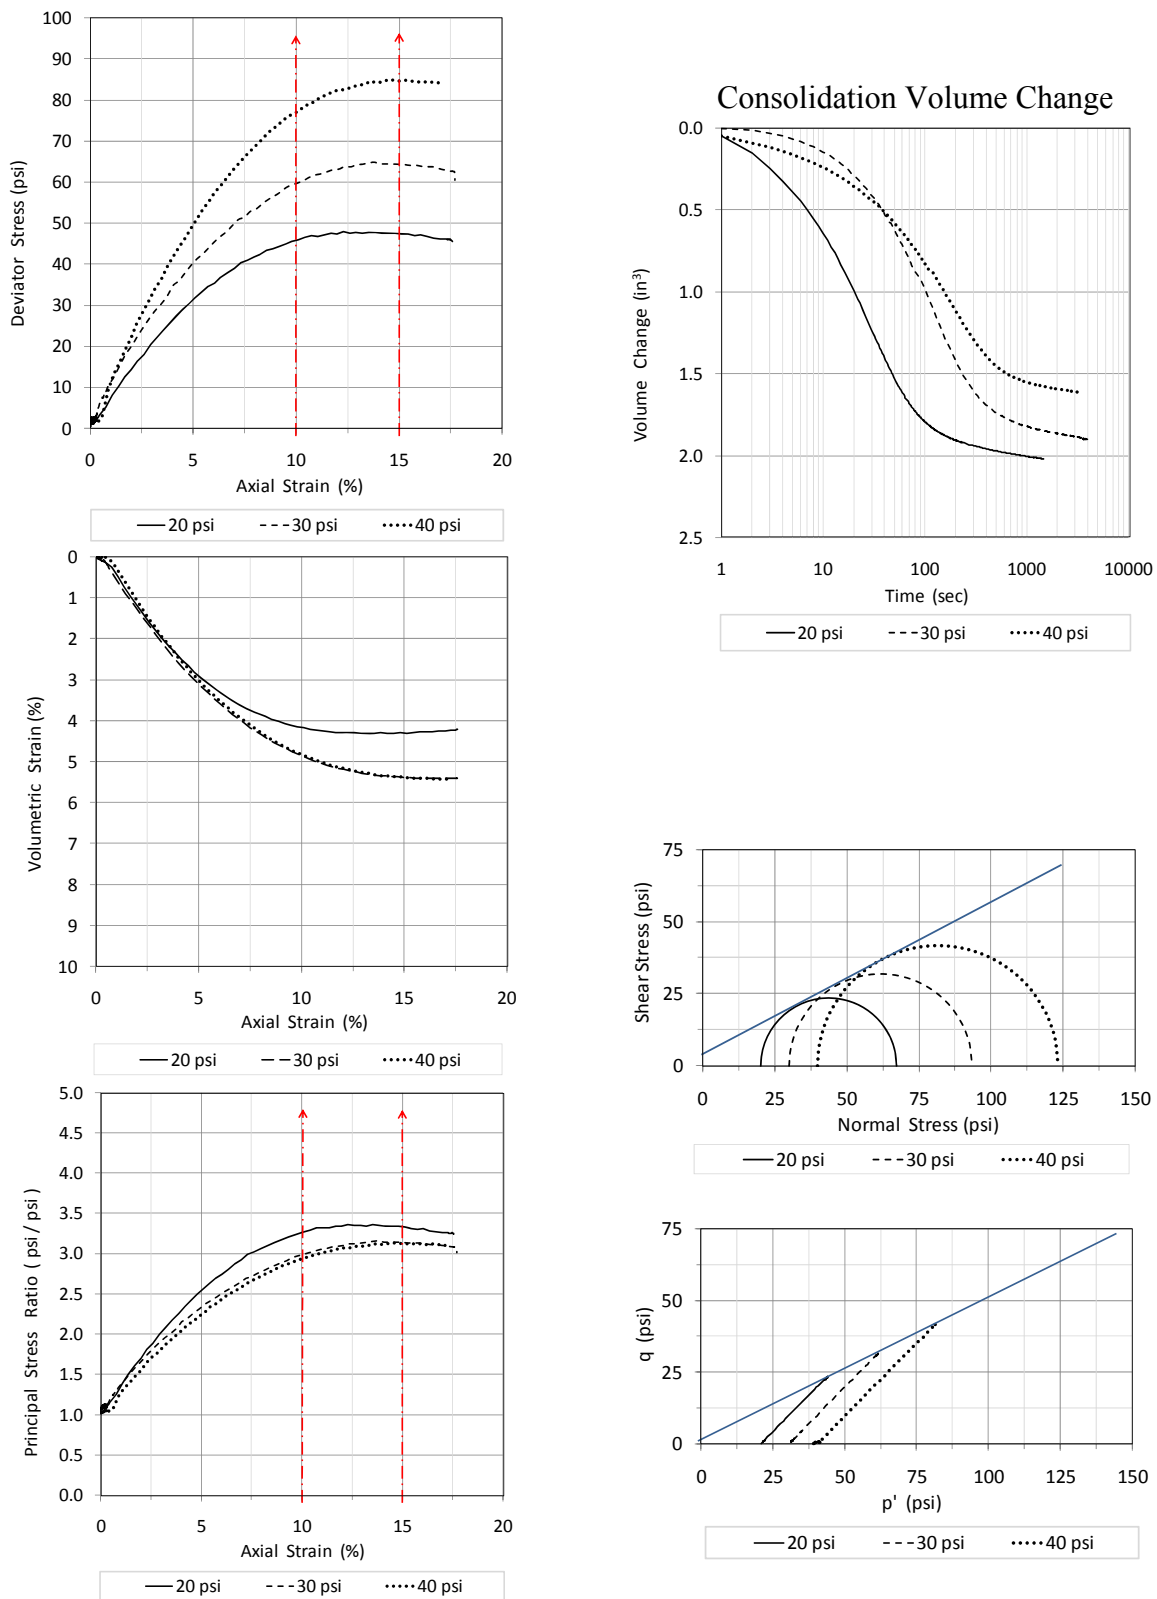 100
90
80
70
60
50
40
30
20
10
0
Deviator Stress (psi)
0 5 10 15 20
Axial Strain (%)
20 psi 30 psi 40 psi
0
1
2
3
4
5
6
7
8
9
10
Volumetric Strain (%)
0 5 10 15 20
Axial Strain (%)
20 psi 30 psi 40 psi
5.0
4.5
4.0
3.5
3.0
2.5
2.0
1.5
1.0
0.5
0.0
Principal Stress Ratio ( psi / psi )
0 5 10 15 20
Axial Strain (%)
20 psi 30 psi 40 psi
Consolidation Volume Change
0.0
0.5
1.0
1.5
2.0
2.5
Volume Change (in³)
1 10 100 1000 10000
Time (sec)
20 psi 30 psi 40 psi
75
50
25
0
Shear Stress (psi)
0 25 50 75 100 125 150
Normal Stress (psi)
20 psi 30 psi 40 psi
75
50
25
0
q (psi)
0 25 50 75 100 125 150
p' (psi)
20 psi 30 psi 40 psi